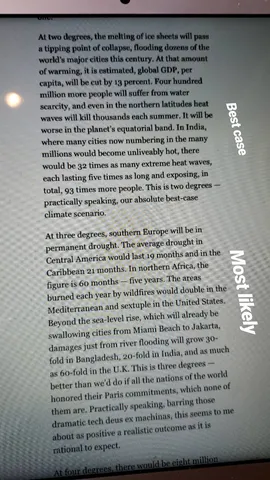 At two degrees, the melting of ice sheets will pass
a tipping point of collapse, flooding dozens of the
world's major cities this century. At that amount
of warming, it is estimated, global GDP, per
capita, will be cut by 13 percent. Four hundred
million more people will suffer from water
scarcity, and even in the northern latitudes heat
waves will kill thousands each summer. It will be
worse in the planet's equatorial band. In India,
where many cities now numbering in the many
millions would become unliveably hot, there
would be 32 times as many extreme heat waves,
each lasting five times as long and exposing, in
total, 93 times more people. This is two degrees —
practically speaking, our absolute best-case
climate scenario.
Best case
At three degrees, southern Europe will be in
permanent drought. The average drought in
Central America would last 19 months and in the
Caribbean 21 months. In northern Africa, the
figure is 60 months — five years. The areas
burned each year by wildfires would double in the
Mediterranean and sextuple in the United States.
Beyond the sea-level rise, which will already be
swallowing cities from Miami Beach to Jakarta,
damages just from river flooding will grow 30-
fold in Bangladesh, 20-fold in India, and as much
as 60-fold in the U.K. This is three degrees —
better than we'd do if all the nations of the world
honored their Paris commitments, which none of
them are. Practically speaking, barring those
dramatic tech deus ex machinas, this seems to me
about as positive a realistic outcome as it is
rational to expect.
Most likely
At four degrees, there would be eight million